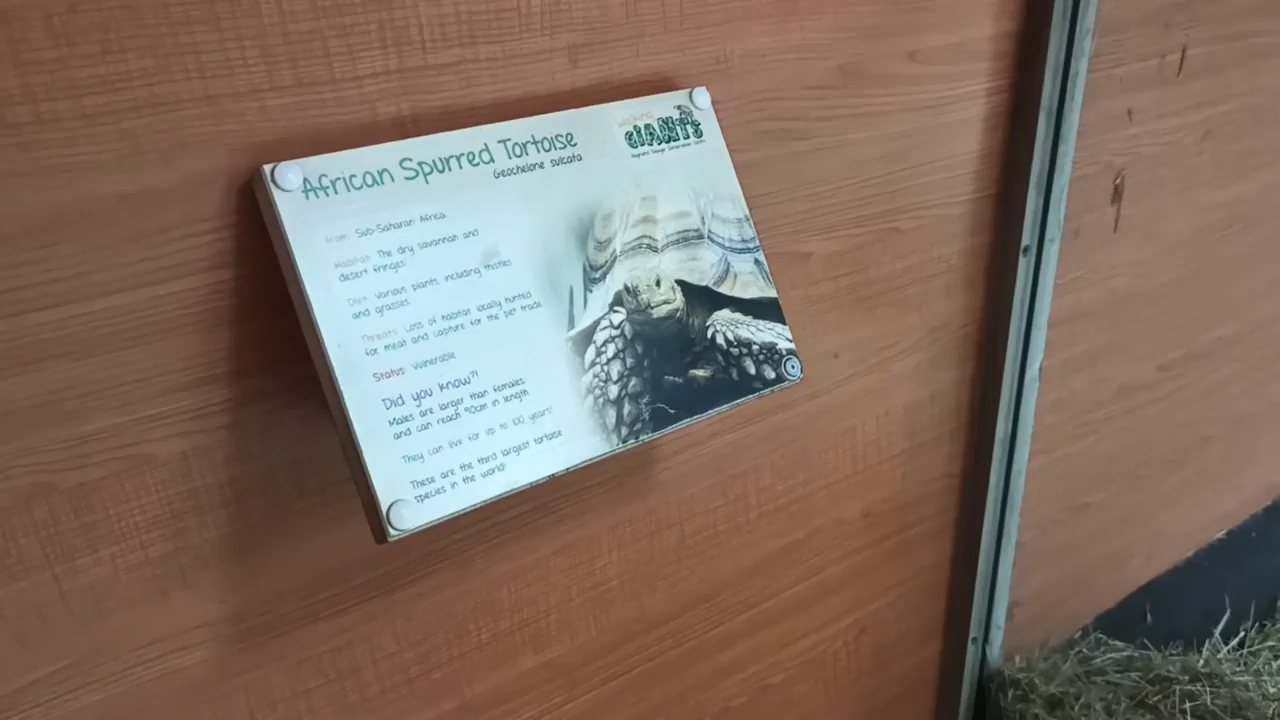 African Spurred Tortoise
Geochelone sulcata
GIANTS
From: Sub-Saharan Africa
Habitat: The dry savannah and
desert fringes.
Diet: Various plants, including thistles
and grasses.
Threats: Loss of habitat, locally hunted
for meat and capture for the pet trade.
Status: Vulnerable
Did you know?!
Males are larger than females
and can reach 90cm in length
They can live for up to 100 years!
These are the third largest tortoise
species in the world!